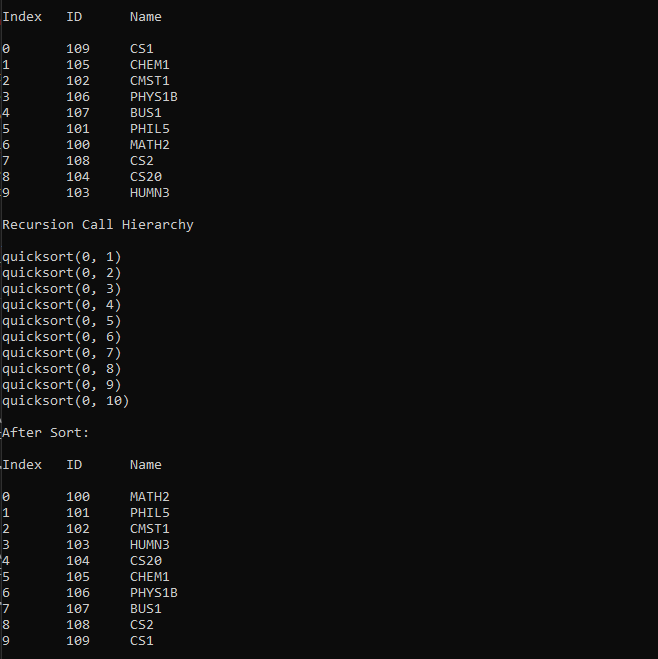 Index ID Name
0 109 CS1
1 105 CHEM1
2 102 CMST1
3 106 PHYS1B
4 107 BUS1
5 101 PHIL5
6 100 MATH2
7 108 CS2
8 104 CS20
9 103 HUMN3
Recursion Call Hierarchy
quicksort(0, 1)
quicksort(0, 2)
quicksort(0, 3)
quicksort(0, 4)
quicksort(0, 5)
quicksort(0, 6)
quicksort(0, 7)
quicksort(0, 8)
quicksort(0, 9)
quicksort(0, 10)
After Sort:
Index ID Name
0 100 MATH2
1 101 PHIL5
2 102 CMST1
3 103 HUMN3
4 104 CS20
5 105 CHEM1
6 106 PHYS1B
7 107 BUS1
8 108 CS2
9 109 CS1